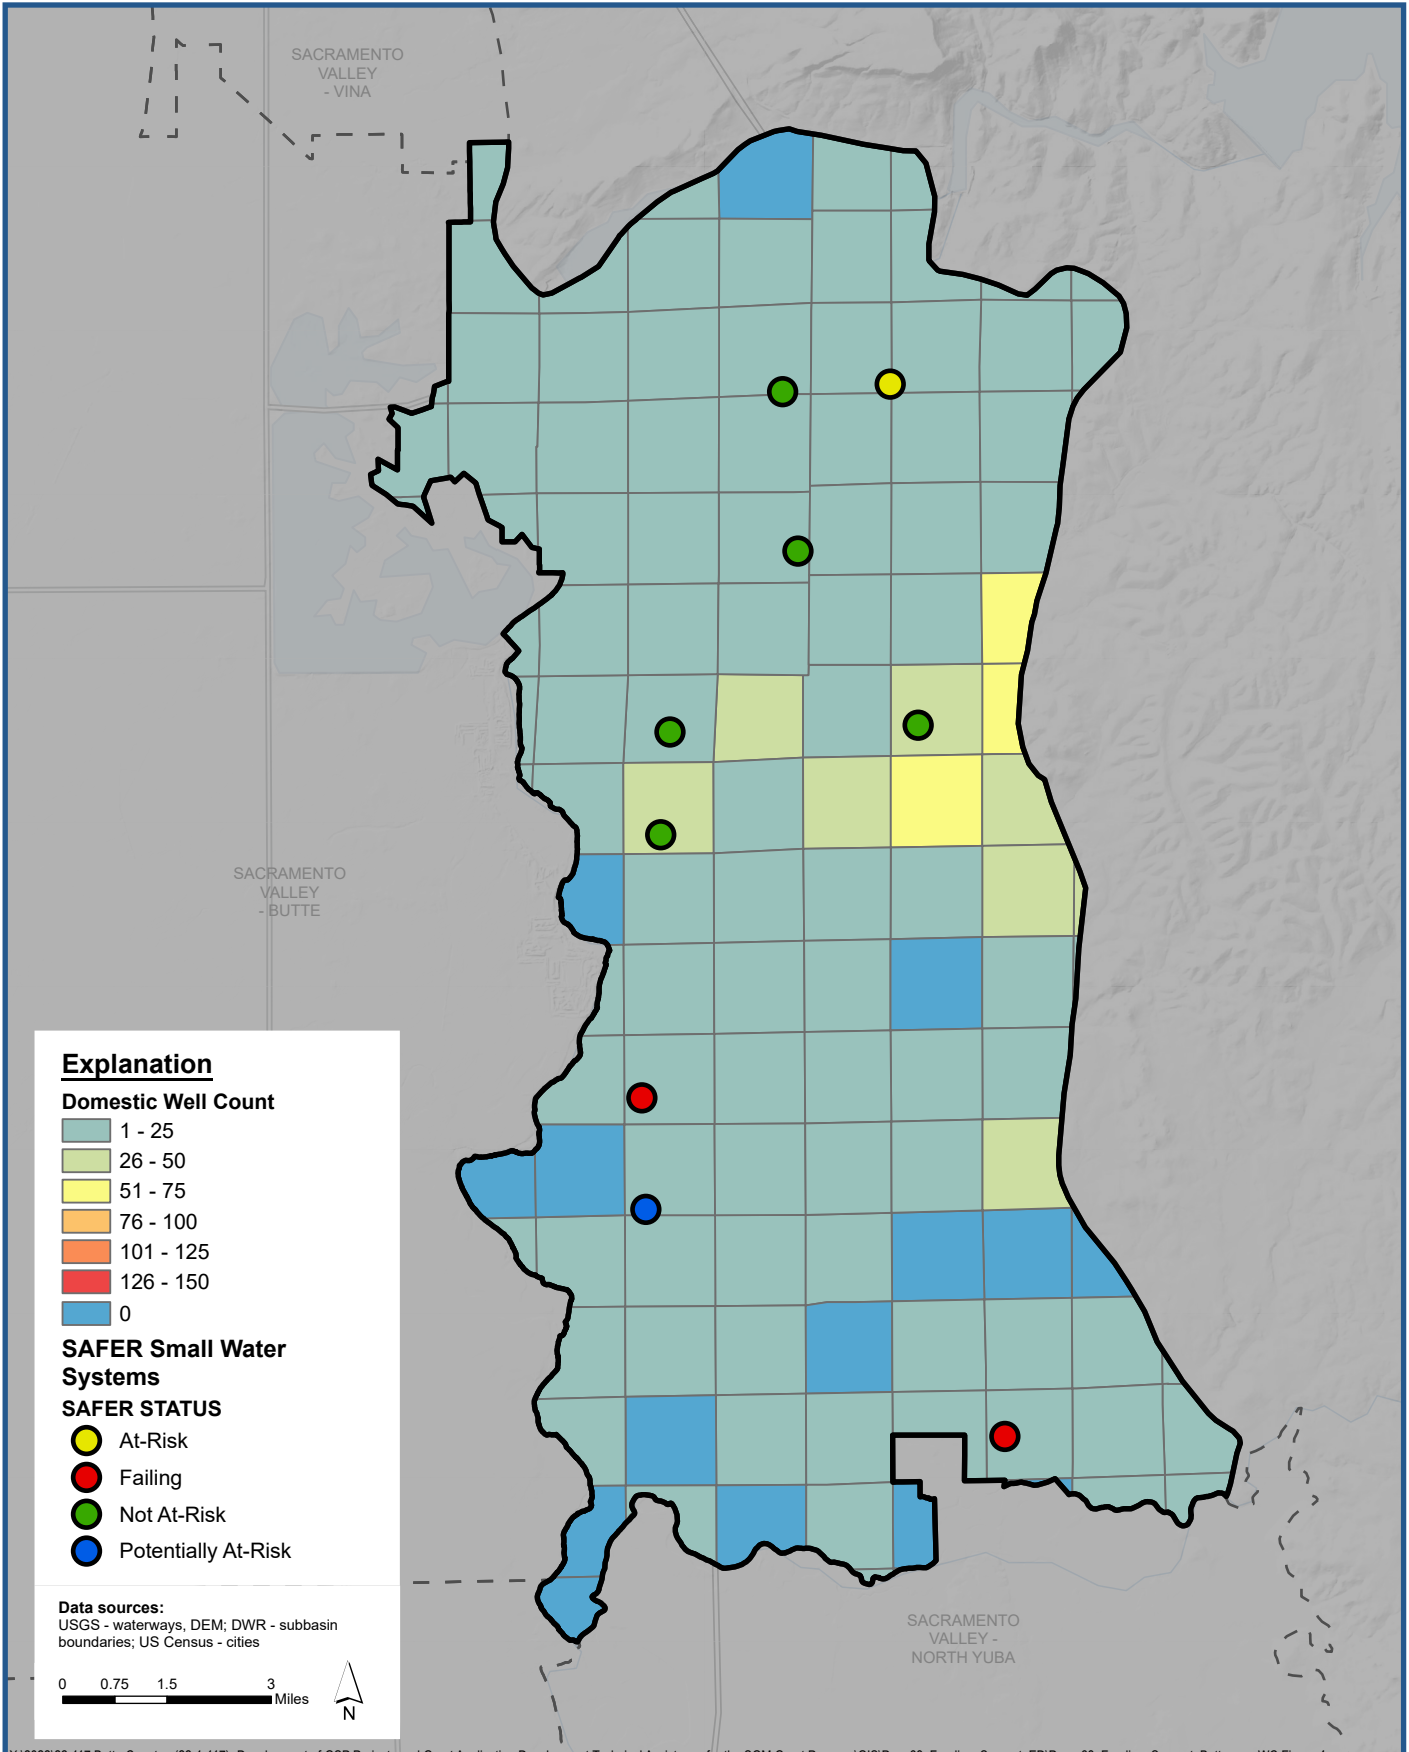 SACRAMENTO
VALLEY
- VINA
SACRAMENTO
VALLEY
- BUTTE
Explanation
Domestic Well Count
1 - 25
26 - 50
51 - 75
76 - 100
101 - 125
126 - 150
0
SAFER Small Water
Systems
SAFER STATUS
At-Risk
Failing
Not At-Risk
Potentially At-Risk
Data sources:
USGS - waterways, DEM; DWR - subbasin
boundaries; US Census - cities
0 0.75 1.5 3
Miles
N
SACRAMENTO
VALLEY -
NORTH YUBA